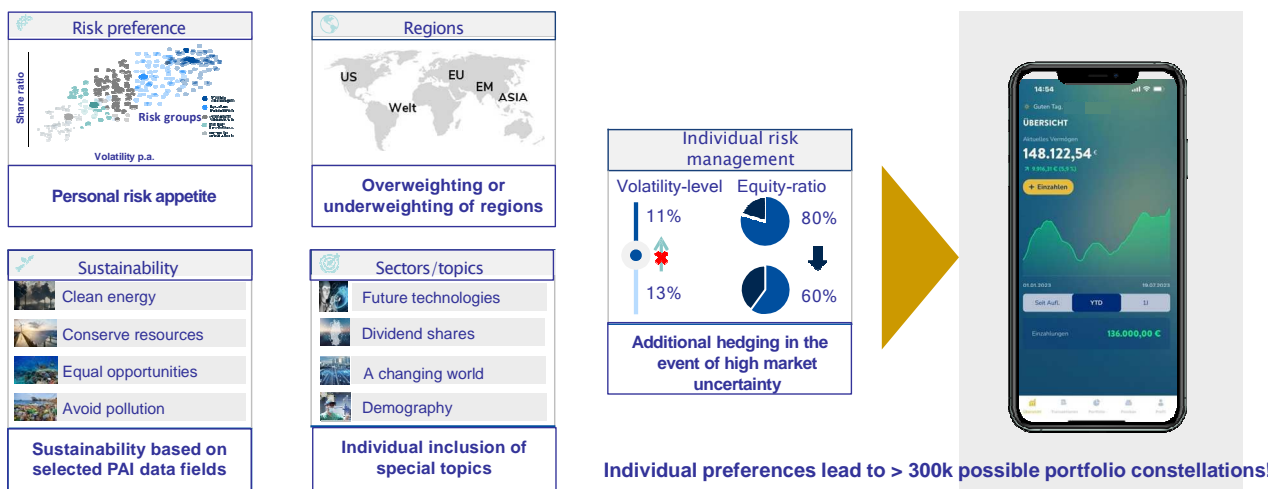 Risk preference
Share ratio
Risk groups
Volatility p.a.
Personal risk appetite
Regions
US
EU
EM
ASIA
Welt
Overweighting or
underweighting of regions
Sustainability
Clean energy
Conserve resources
Equal opportunities
Avoid pollution
Sustainability based on
selected PAI data fields
Sectors/topics
Future technologies
Dividend shares
A changing world
Demography
Individual inclusion of
special topics
Individual risk
management
Volatility-level
Equity-ratio
11%
80%
13%
60%
Additional hedging in the
event of high market
uncertainty
14:54
Guten Tag,
ÜBERSICHT
Aktuelles Vermögen
148.122,54 €
+ Einzahlen
01.01.2023
19.07.2023
Seit Aufl.
YTD
1J
Einzahlungen
136.000,00 €
Individual preferences lead to > 300k possible portfolio constellations!